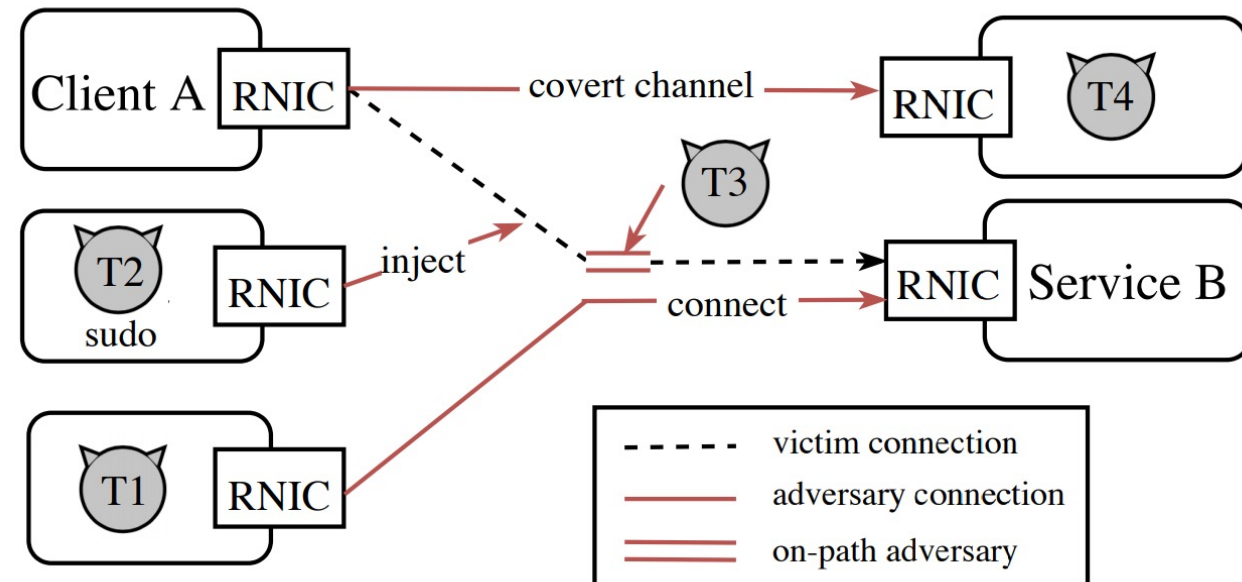 Client A
RNIC
covert channel
RNIC
T4
T3
T2
sudo
RNIC
inject
connect
RNIC
Service B
T1
RNIC
victim connection
adversary connection
on-path adversary